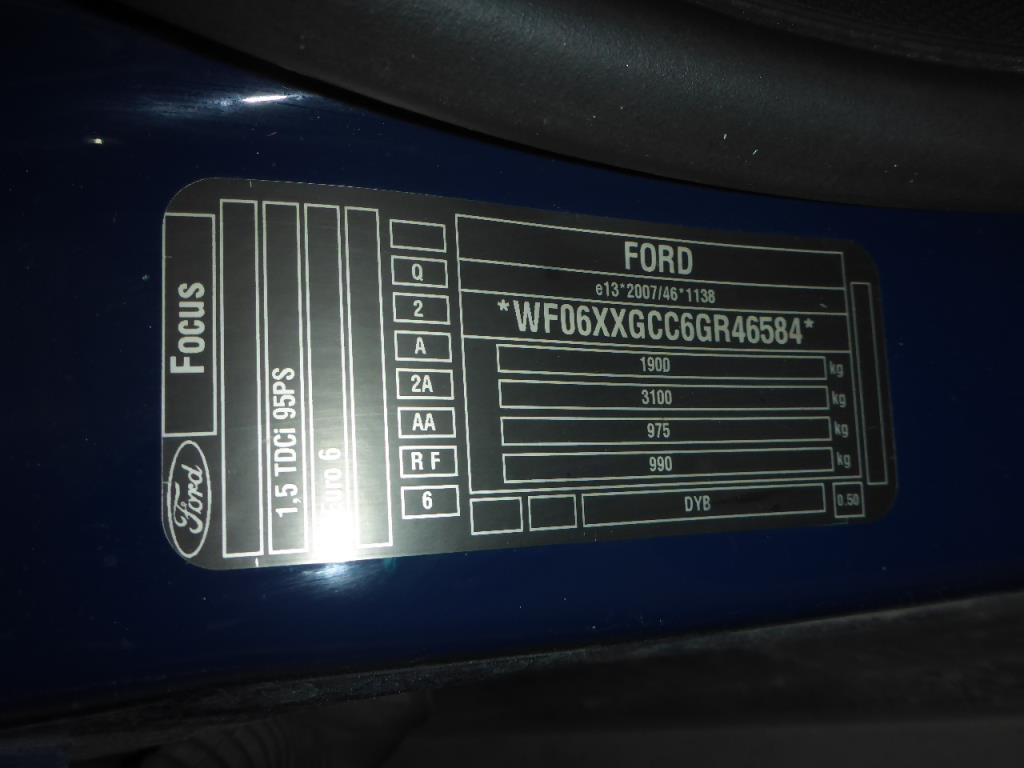 Focus
Ford
1,5 TDCi 95PS
Euro 6
Q
2
A
2A
AA
R F
6
FORD
e13*2007/46*1138
*WF06XXGCC6GR46584*
1900 kg
3100 kg
975 kg
990 kg
DYB
0.50